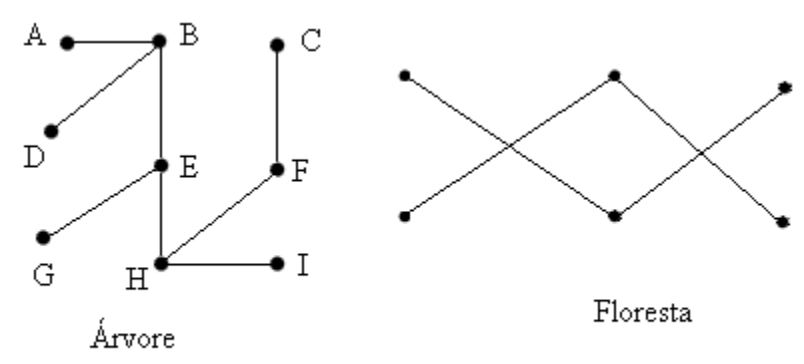 A B C
D E F
G H I
Árvore
Floresta